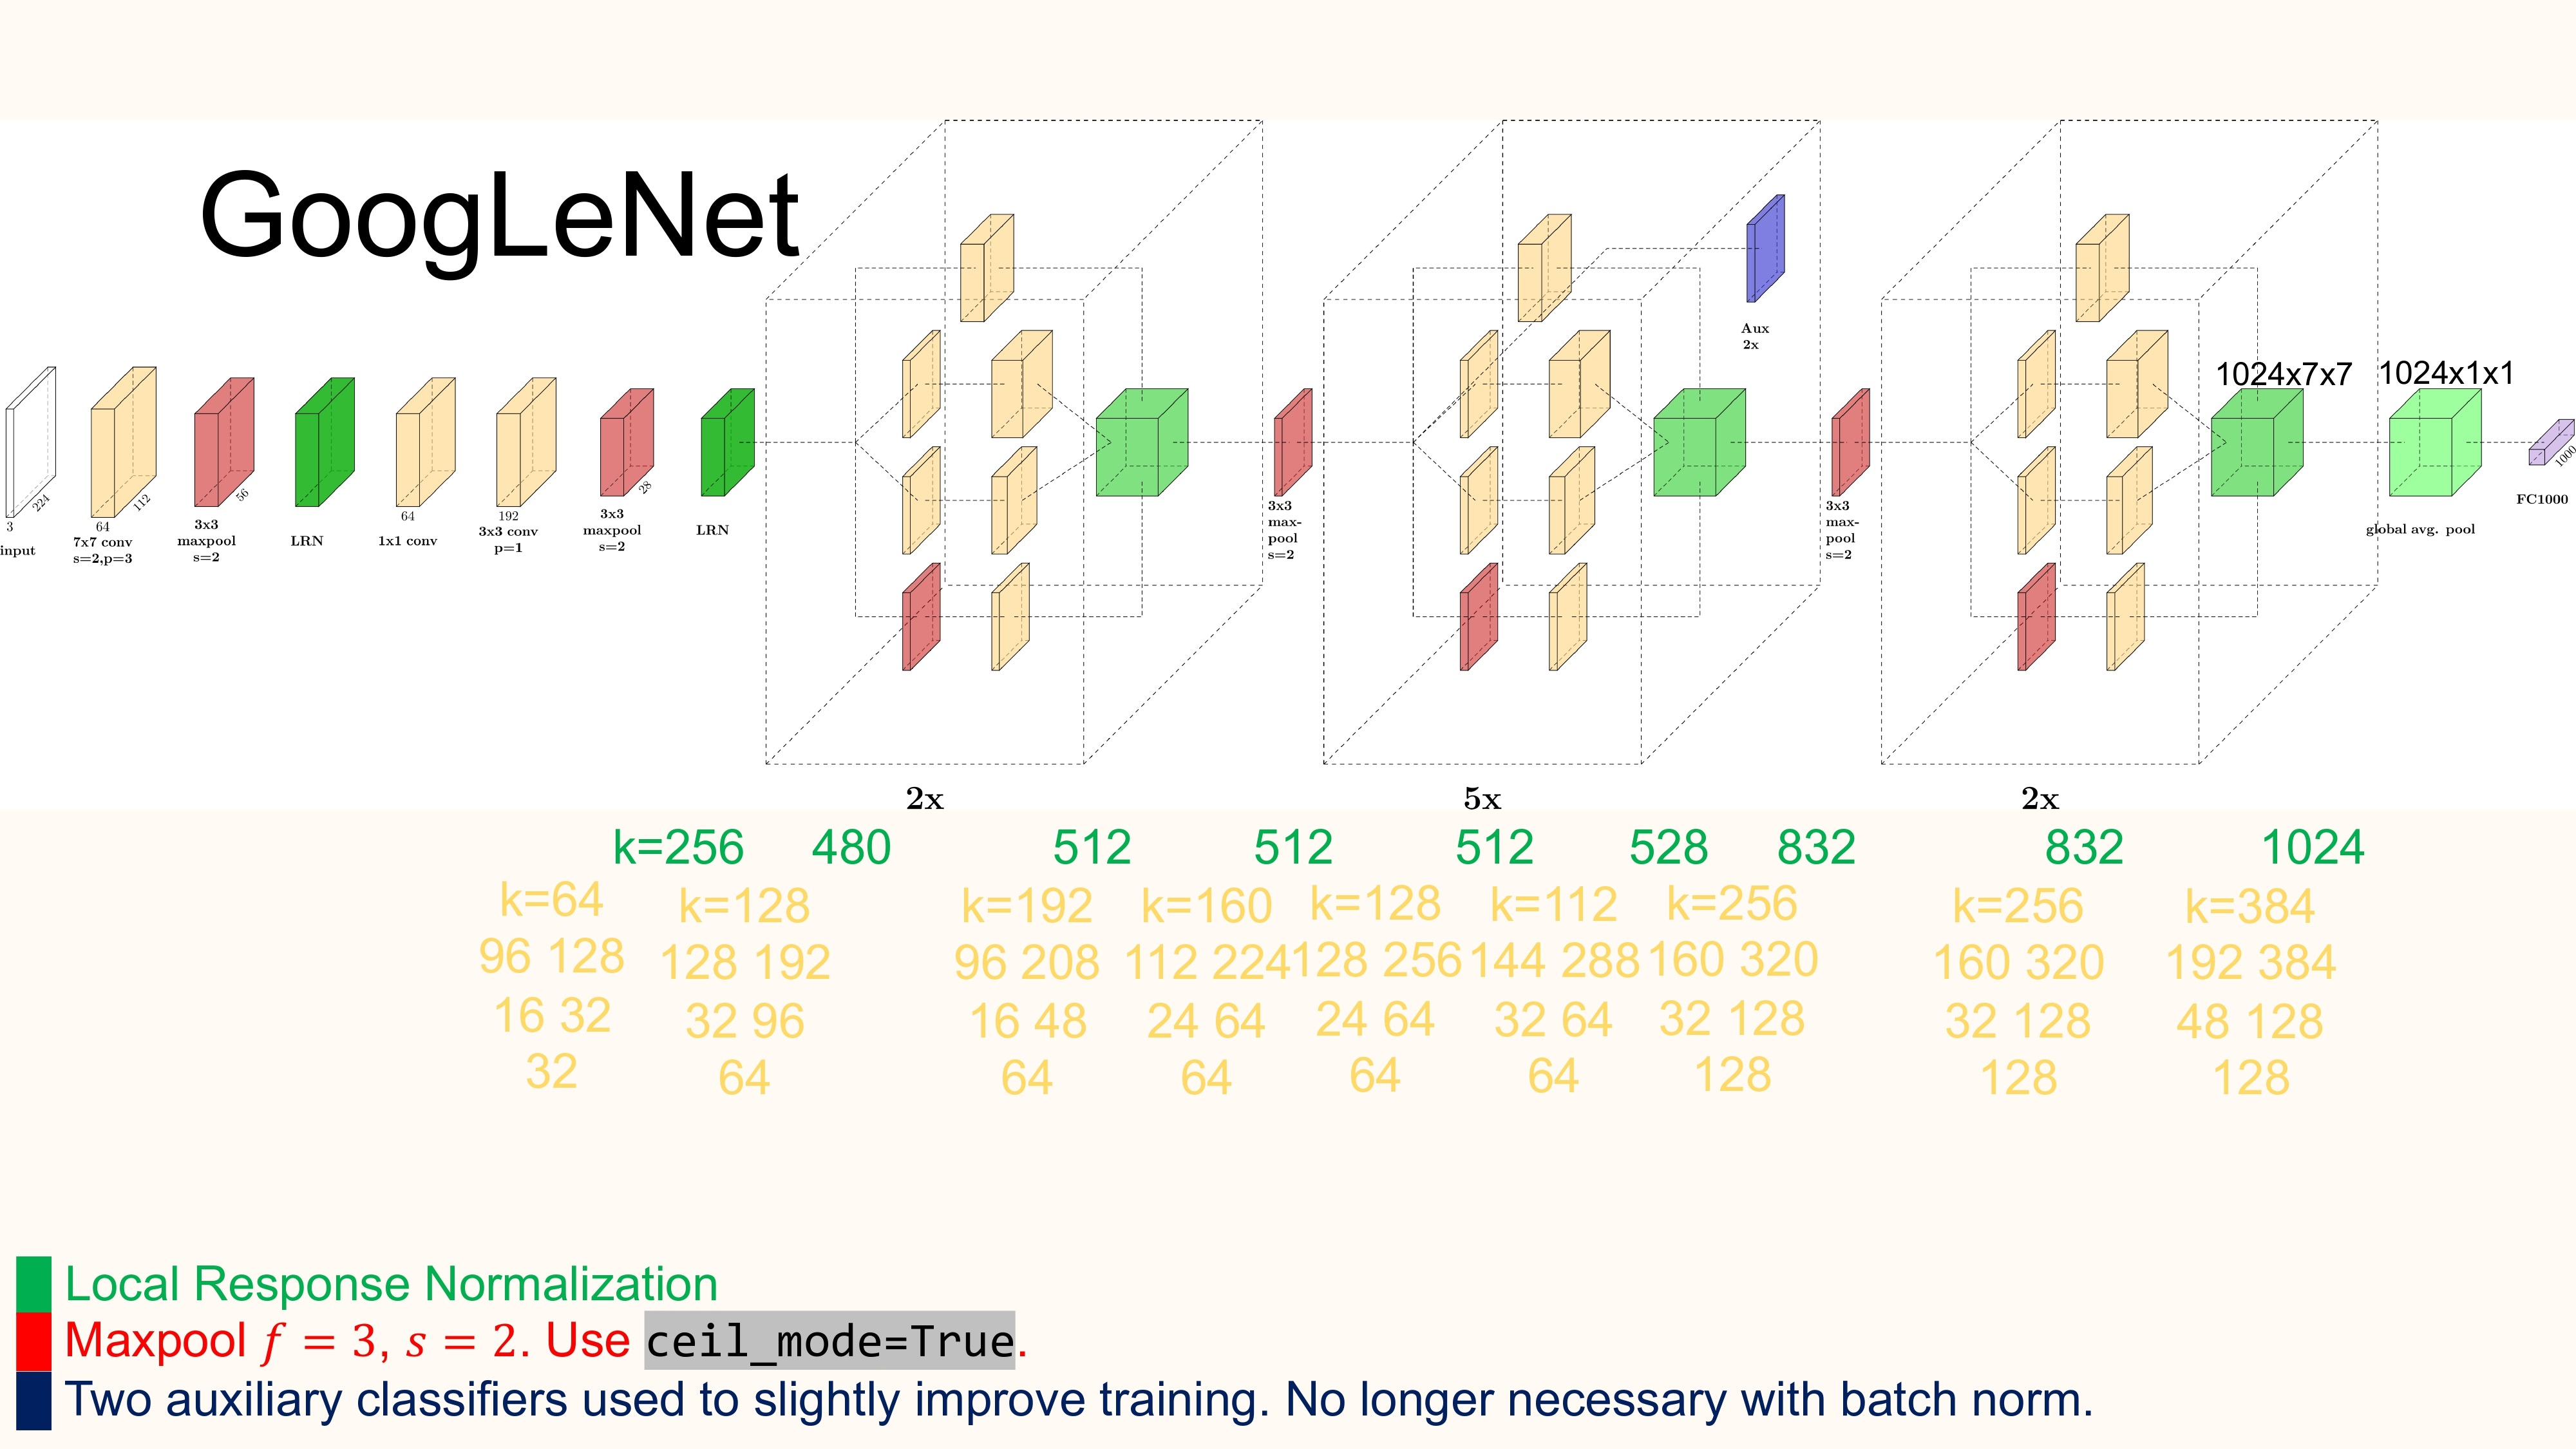 GoogLeNet
Aux
2x
1024x7x7 1024x1x1
3
224
input
64
112
7x7 conv
s=2,p=3
56
3x3
maxpool
s=2
LRN
64
1x1 conv
192
3x3 conv
p=1
28
3x3
maxpool
s=2
LRN
3x3
max-
pool
s=2
3x3
max-
pool
s=2
global avg. pool
1000
FC1000
2x 5x 2x
k=256 480 512 512 512 528 832 832 1024
k=64 k=128 k=192 k=160 k=128 k=112 k=256 k=256 k=384
96 128 128 192 96 208 112 224 128 256 144 288 160 320 160 320 192 384
16 32 32 96 16 48 24 64 24 64 32 64 32 128 32 128 48 128
32 64 64 64 64 64 128 128 128
Local Response Normalization
Maxpool f = 3, s = 2. Use ceil_mode=True.
Two auxiliary classifiers used to slightly improve training. No longer necessary with batch norm.